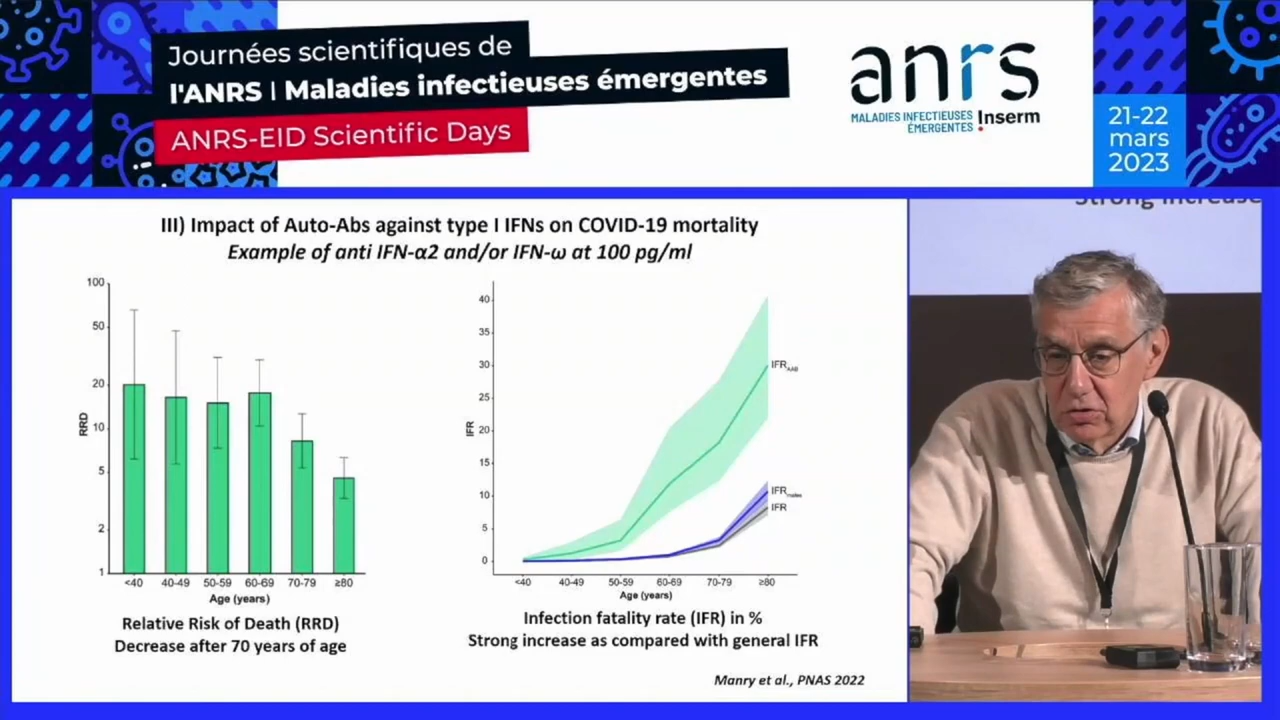 Journées scientifiques de
l'ANRS | Maladies infectieuses émergentes
ANRS-EID Scientific Days
anrs
MALADIES INFECTIEUSES
ÉMERGENTES
Inserm
21-22
mars
2023
III) Impact of Auto-Abs against type I IFNs on COVID-19 mortality
Example of anti IFN-α2 and/or IFN-ω at 100 pg/ml
100
50
20
10
5
2
1
RRD
<40 40-49 50-59 60-69 70-79 ≥80
Age (years)
Relative Risk of Death (RRD)
Decrease after 70 years of age
40
35
30
25
20
15
10
5
0
IFR
IFR AAB
IFR males
IFR
<40 40-49 50-59 60-69 70-79 ≥80
Age (years)
Infection fatality rate (IFR) in %
Strong increase as compared with general IFR
Manry et al., PNAS 2022
Strong increase